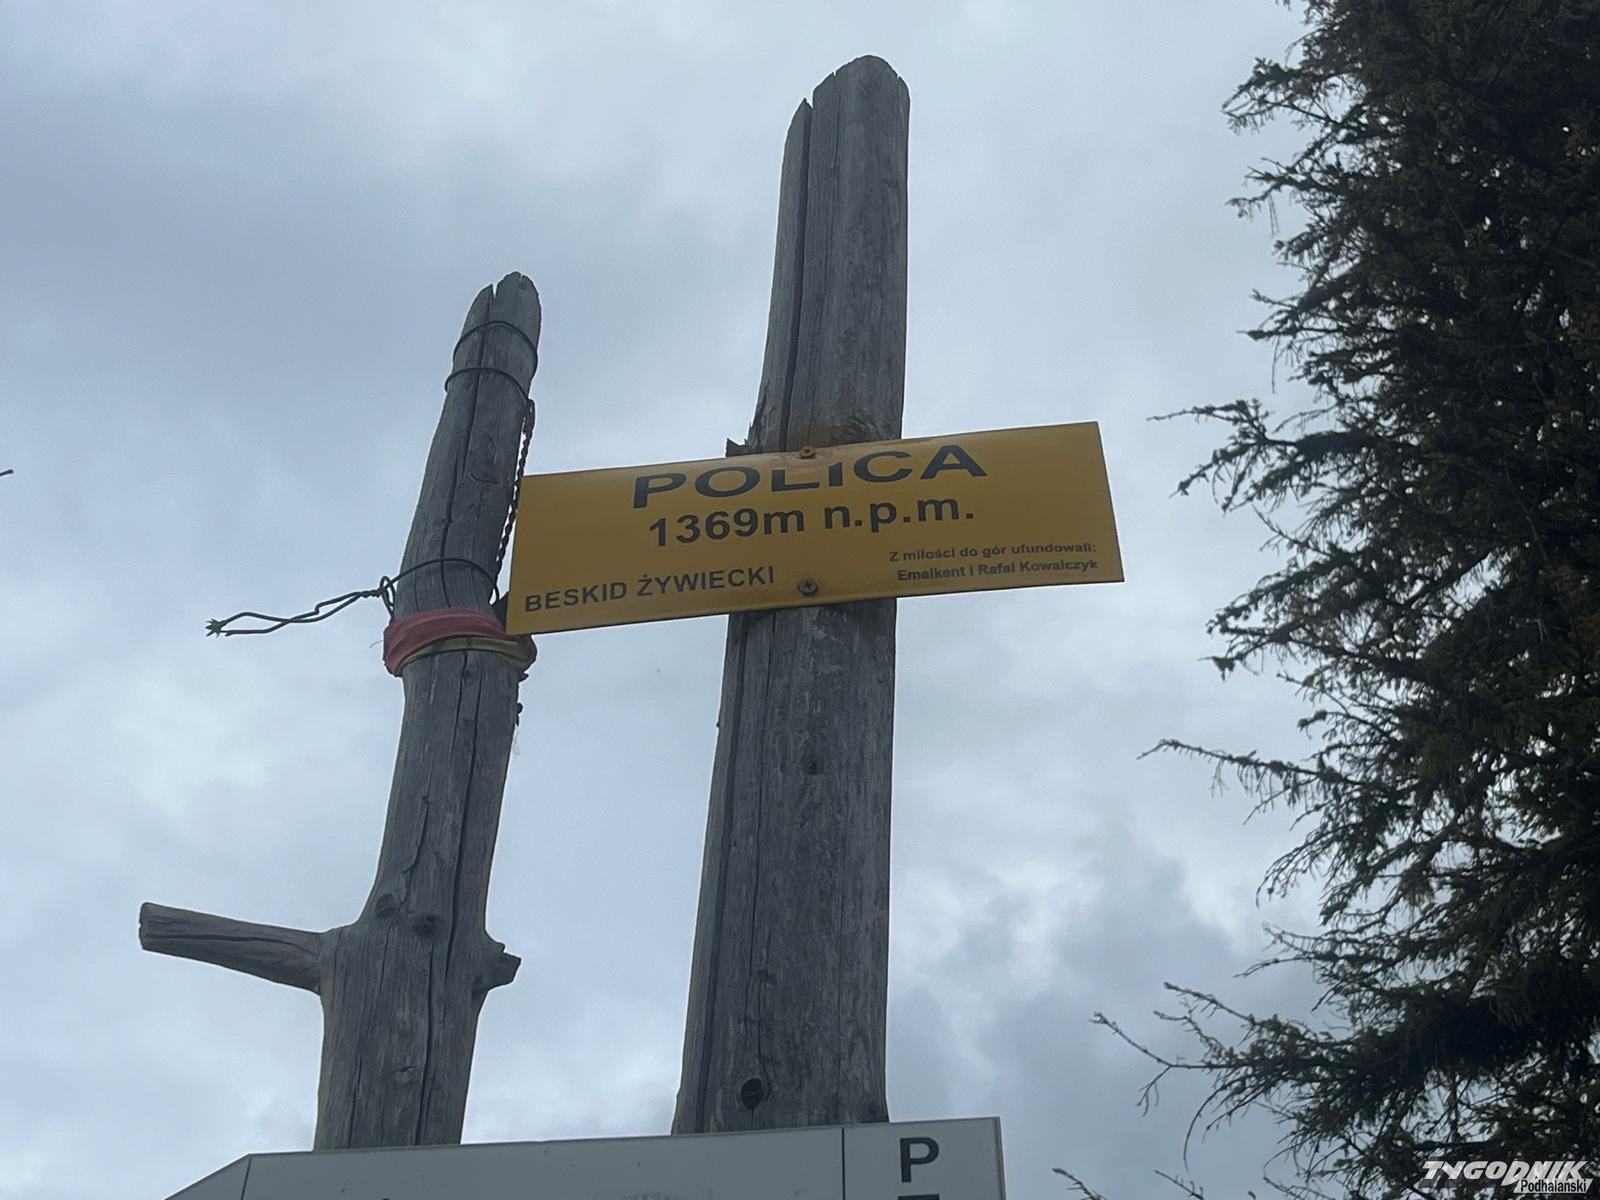 POLICA
1369m n.p.m.
Z miłości do gór ufundowali:
Emalkent i Rafał Kowalczyk
BESKID ŻYWIECKI
P
TYGODNIK
Podhalański